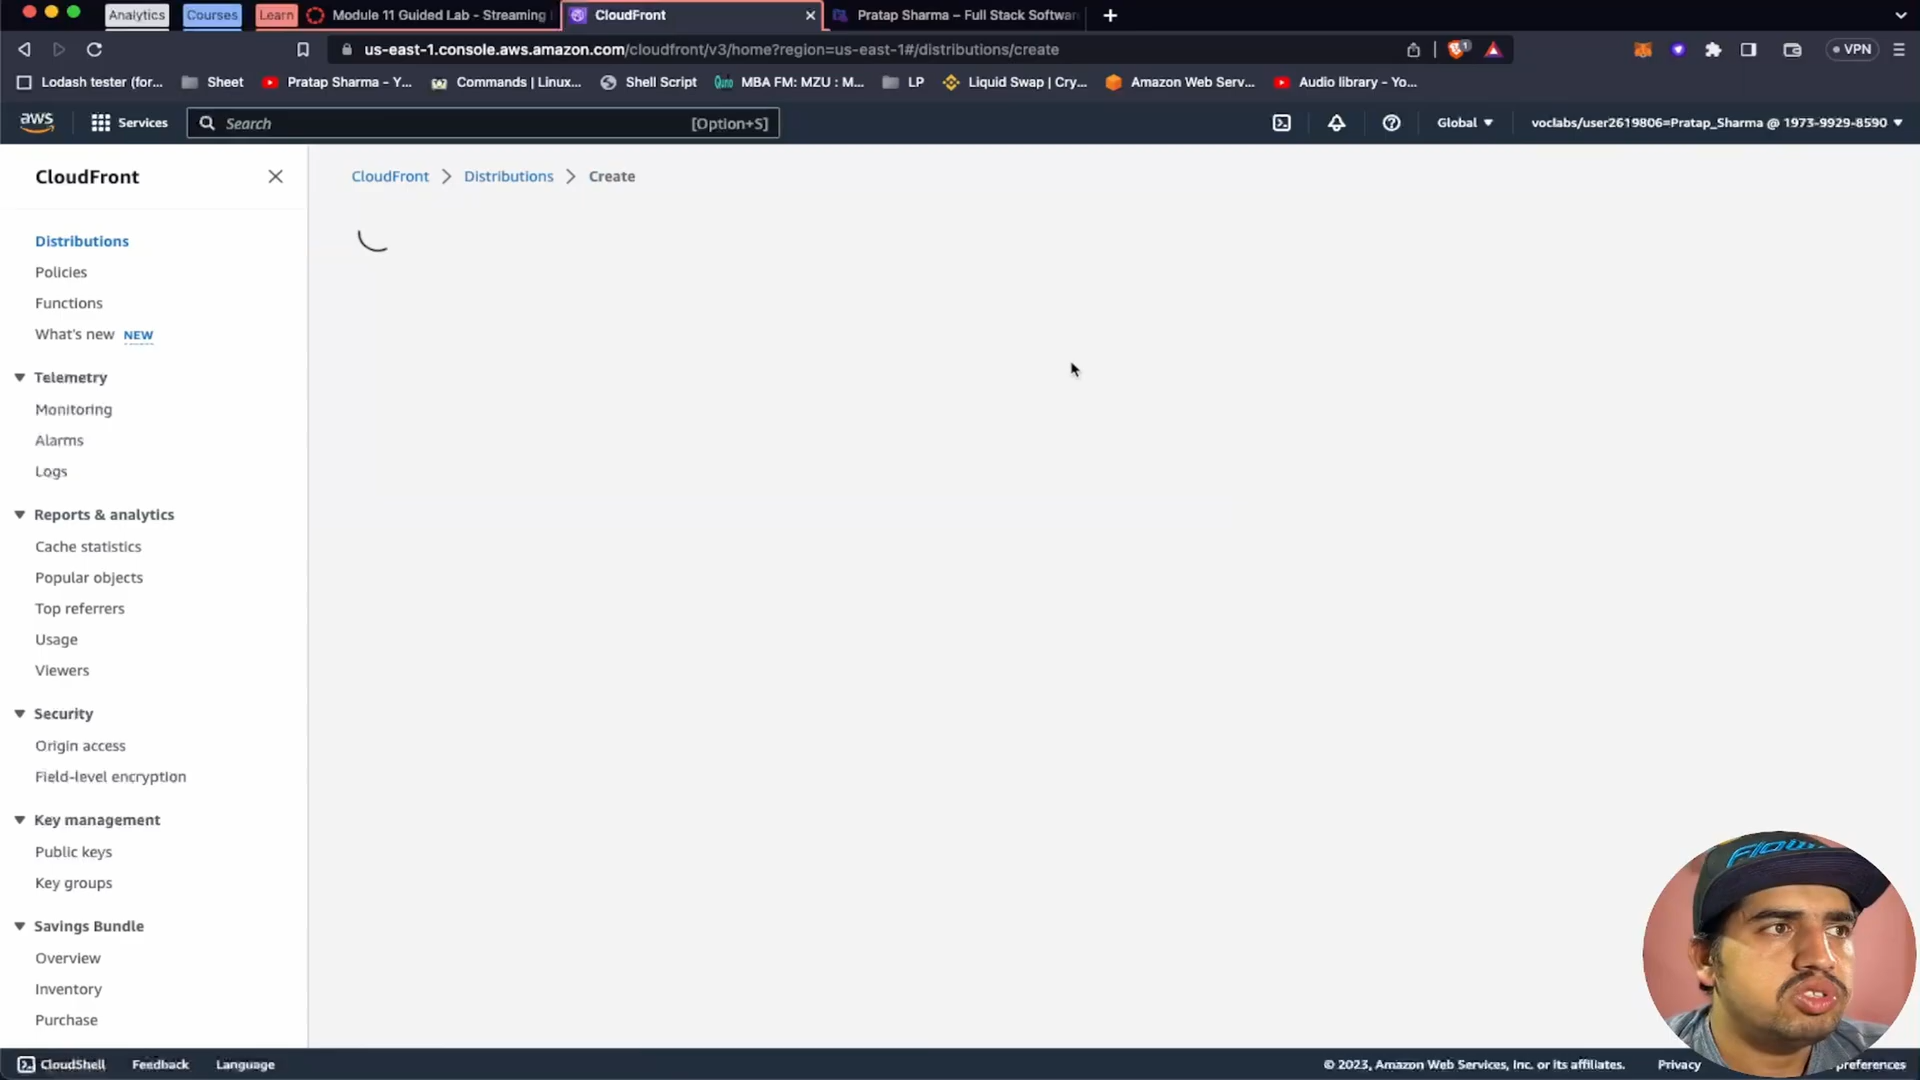 Analytics
Courses
Learn
Module 11 Guided Lab - Streaming
CloudFront
Pratap Sharma – Full Stack Softwar
us-east-1.console.aws.amazon.com/cloudfront/v3/home?region=us-east-1#/distributions/create
1
VPN
Lodash tester (for...
Sheet
Pratap Sharma - Y...
Commands | Linux...
Shell Script
MBA FM: MZU : M...
LP
Liquid Swap | Cry...
Amazon Web Serv...
Audio library - Yo...
aws
Services
Search
[Option+S]
Global
voclabs/user2619806=Pratap_Sharma @ 1973-9929-8590
CloudFront
CloudFront
Distributions
Create
Distributions
Policies
Functions
What's new NEW
Telemetry
Monitoring
Alarms
Logs
Reports & analytics
Cache statistics
Popular objects
Top referrers
Usage
Viewers
Security
Origin access
Field-level encryption
Key management
Public keys
Key groups
Savings Bundle
Overview
Inventory
Purchase
CloudShell
Feedback
Language
© 2023, Amazon Web Services, Inc. or its affiliates.
Privacy
preferences